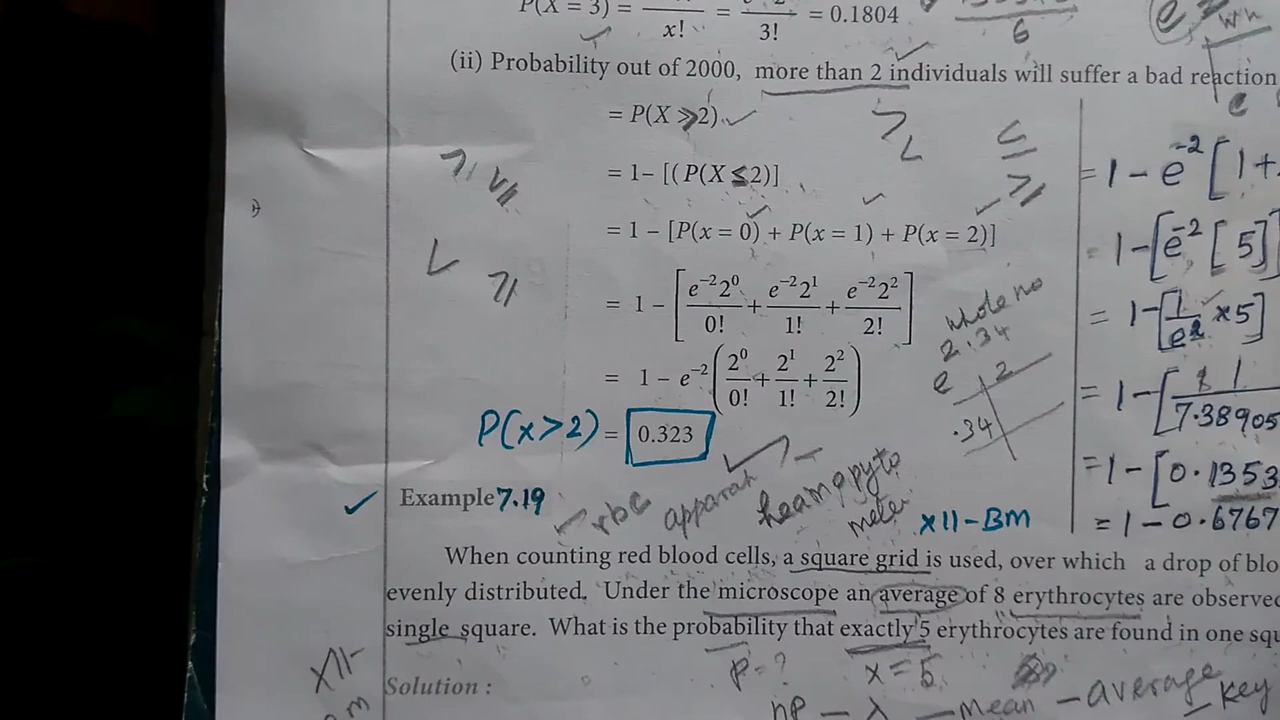 P(X = 3) = x! = 3! = 0.1804
6
(ii) Probability out of 2000, more than 2 individuals will suffer a bad reaction
= P(X >2)
= 1– [( P(X ≤2)]
= 1 – [P(x = 0) + P(x = 1) + P(x = 2)]
= 1 – [e⁻²2⁰/0! + e⁻²2¹/1! + e⁻²2²/2!]
= 1 – e⁻²(2⁰/0! + 2¹/1! + 2²/2!)
P(x>2) = 0.323
= 1 - e⁻² [1+
= 1-[e⁻² [5]]
= 1-[1/e² ×5]
= 1-[1/7.38905
=1-[0.1353
= 1-0.6767
whole no
2.34
e 2
.34
Example 7.19
rbc apparat heamopyto
meter
XII-BM
When counting red blood cells, a square grid is used, over which a drop of blo
evenly distributed. Under the microscope an average of 8 erythrocytes are observed
single square. What is the probability that exactly 5 erythrocytes are found in one squ
XII-
m
Solution :
P=? x=5
np – λ – mean – average – key